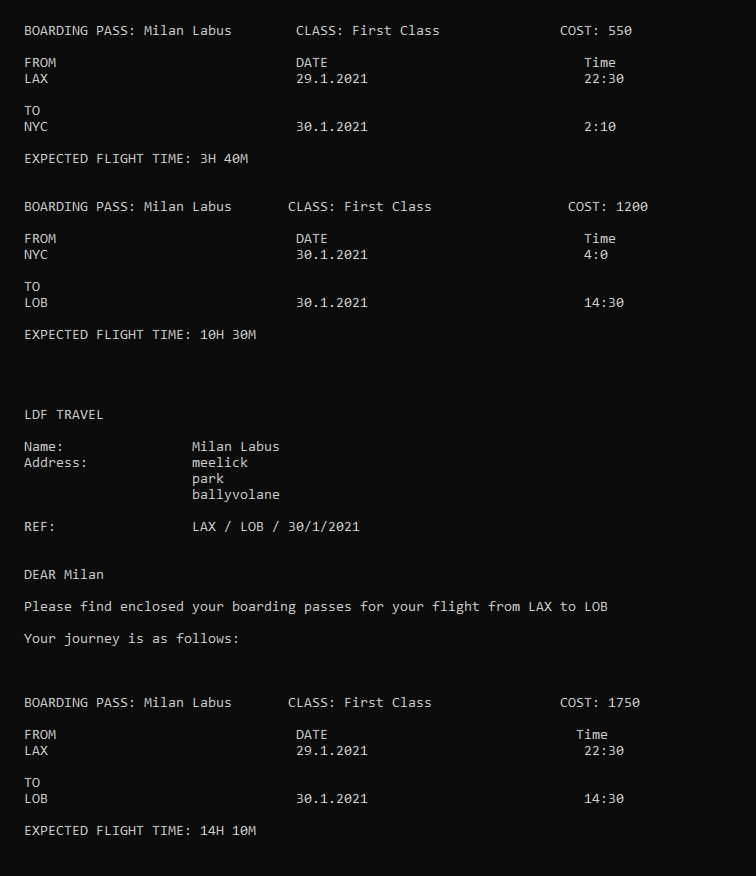 BOARDING PASS: Milan Labus        CLASS: First Class               COST: 550
FROM                              DATE                                Time
LAX                               29.1.2021                           22:30
TO
NYC                               30.1.2021                           2:10
EXPECTED FLIGHT TIME: 3H 40M
BOARDING PASS: Milan Labus       CLASS: First Class                 COST: 1200
FROM                              DATE                                Time
NYC                               30.1.2021                           4:0
TO
LOB                               30.1.2021                           14:30
EXPECTED FLIGHT TIME: 10H 30M
LDF TRAVEL
Name:                Milan Labus
Address:             meelick
park
ballyvolane
REF:                 LAX / LOB / 30/1/2021
DEAR Milan
Please find enclosed your boarding passes for your flight from LAX to LOB
Your journey is as follows:
BOARDING PASS: Milan Labus       CLASS: First Class                COST: 1750
FROM                              DATE                               Time
LAX                               29.1.2021                           22:30
TO
LOB                               30.1.2021                           14:30
EXPECTED FLIGHT TIME: 14H 10M